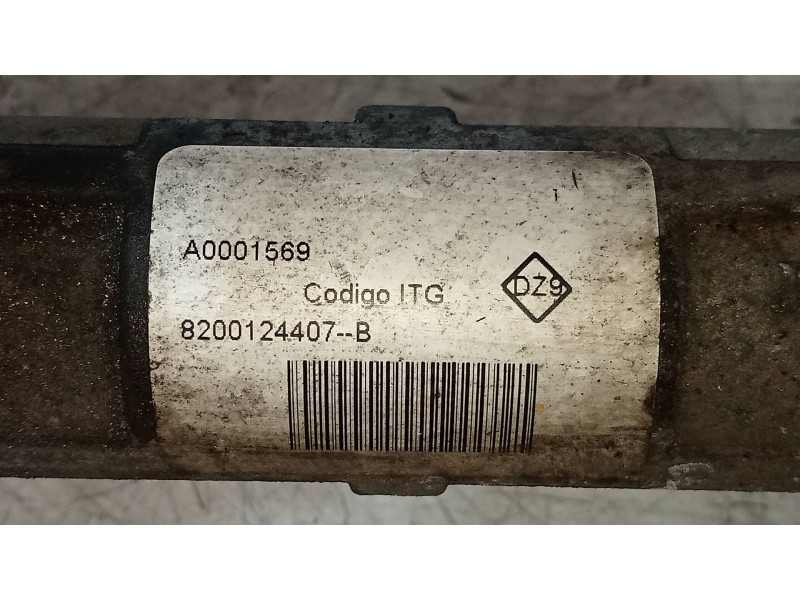 A0001569
Codigo ITG
DZ9
8200124407--B